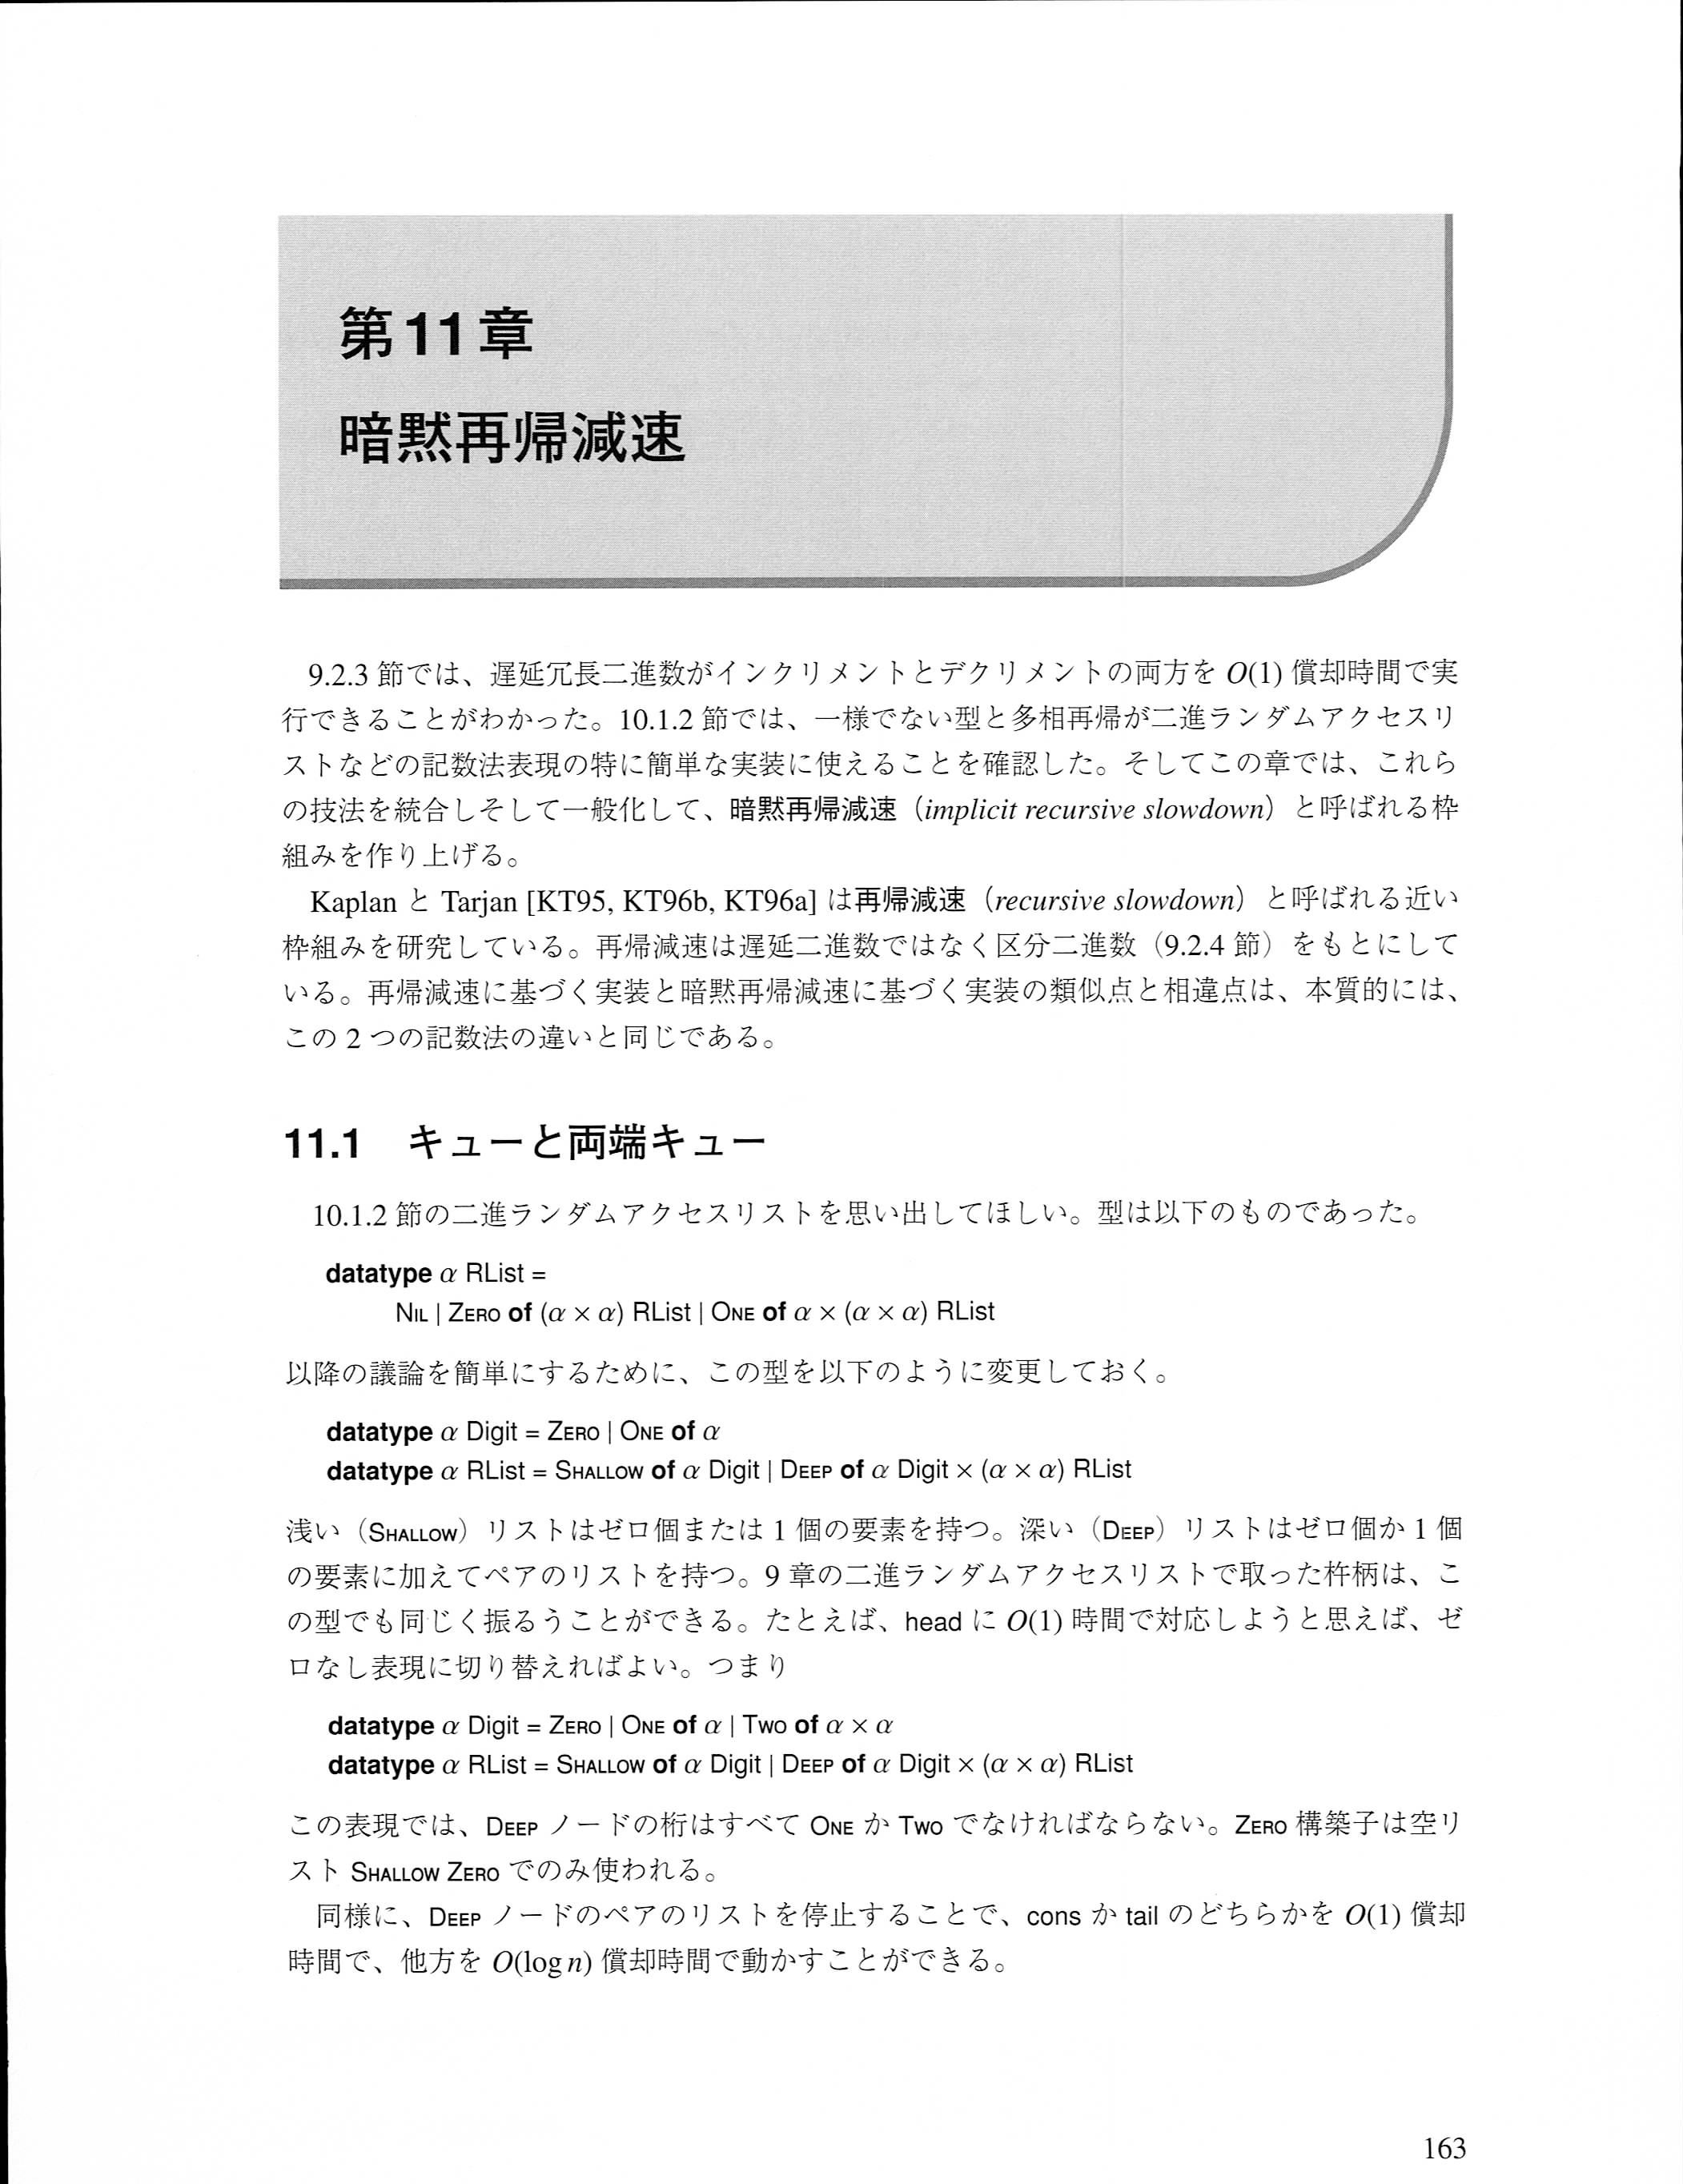 第11章
暗黙再帰減速
9.2.3 節では、遅延冗長二進数がインクリメントとデクリメントの両方を O(1) 償却時間で実
行できることがわかった。10.1.2 節では、一様でない型と多相再帰が二進ランダムアクセスリ
ストなどの記数法表現の特に簡単な実装に使えることを確認した。そしてこの章では、これら
の技法を統合しそして一般化して、暗黙再帰減速（implicit recursive slowdown）と呼ばれる枠
組みを作り上げる。
Kaplan と Tarjan [KT95, KT96b, KT96a] は再帰減速（recursive slowdown）と呼ばれる近い
枠組みを研究している。再帰減速は遅延二進数ではなく区分二進数（9.2.4 節）をもとにして
いる。再帰減速に基づく実装と暗黙再帰減速に基づく実装の類似点と相違点は、本質的には、
この 2 つの記数法の違いと同じである。
11.1 キューと両端キュー
10.1.2 節の二進ランダムアクセスリストを思い出してほしい。型は以下のものであった。
datatype α RList =
NIL | ZERO of (α × α) RList | ONE of α × (α × α) RList
以降の議論を簡単にするために、この型を以下のように変更しておく。
datatype α Digit = ZERO | ONE of α
datatype α RList = SHALLOW of α Digit | DEEP of α Digit × (α × α) RList
浅い（SHALLOW）リストはゼロ個または 1 個の要素を持つ。深い（DEEP）リストはゼロ個か 1 個
の要素に加えてペアのリストを持つ。9 章の二進ランダムアクセスリストで取った杵柄は、こ
の型でも同じく振るうことができる。たとえば、head に O(1) 時間で対応しようと思えば、ゼ
ロなし表現に切り替えればよい。つまり
datatype α Digit = ZERO | ONE of α | TWO of α × α
datatype α RList = SHALLOW of α Digit | DEEP of α Digit × (α × α) RList
この表現では、DEEP ノードの桁はすべて ONE か TWO でなければならない。ZERO 構築子は空リ
スト SHALLOW ZERO でのみ使われる。
同様に、DEEP ノードのペアのリストを停止することで、cons か tail のどちらかを O(1) 償却
時間で、他方を O(log n) 償却時間で動かすことができる。
163